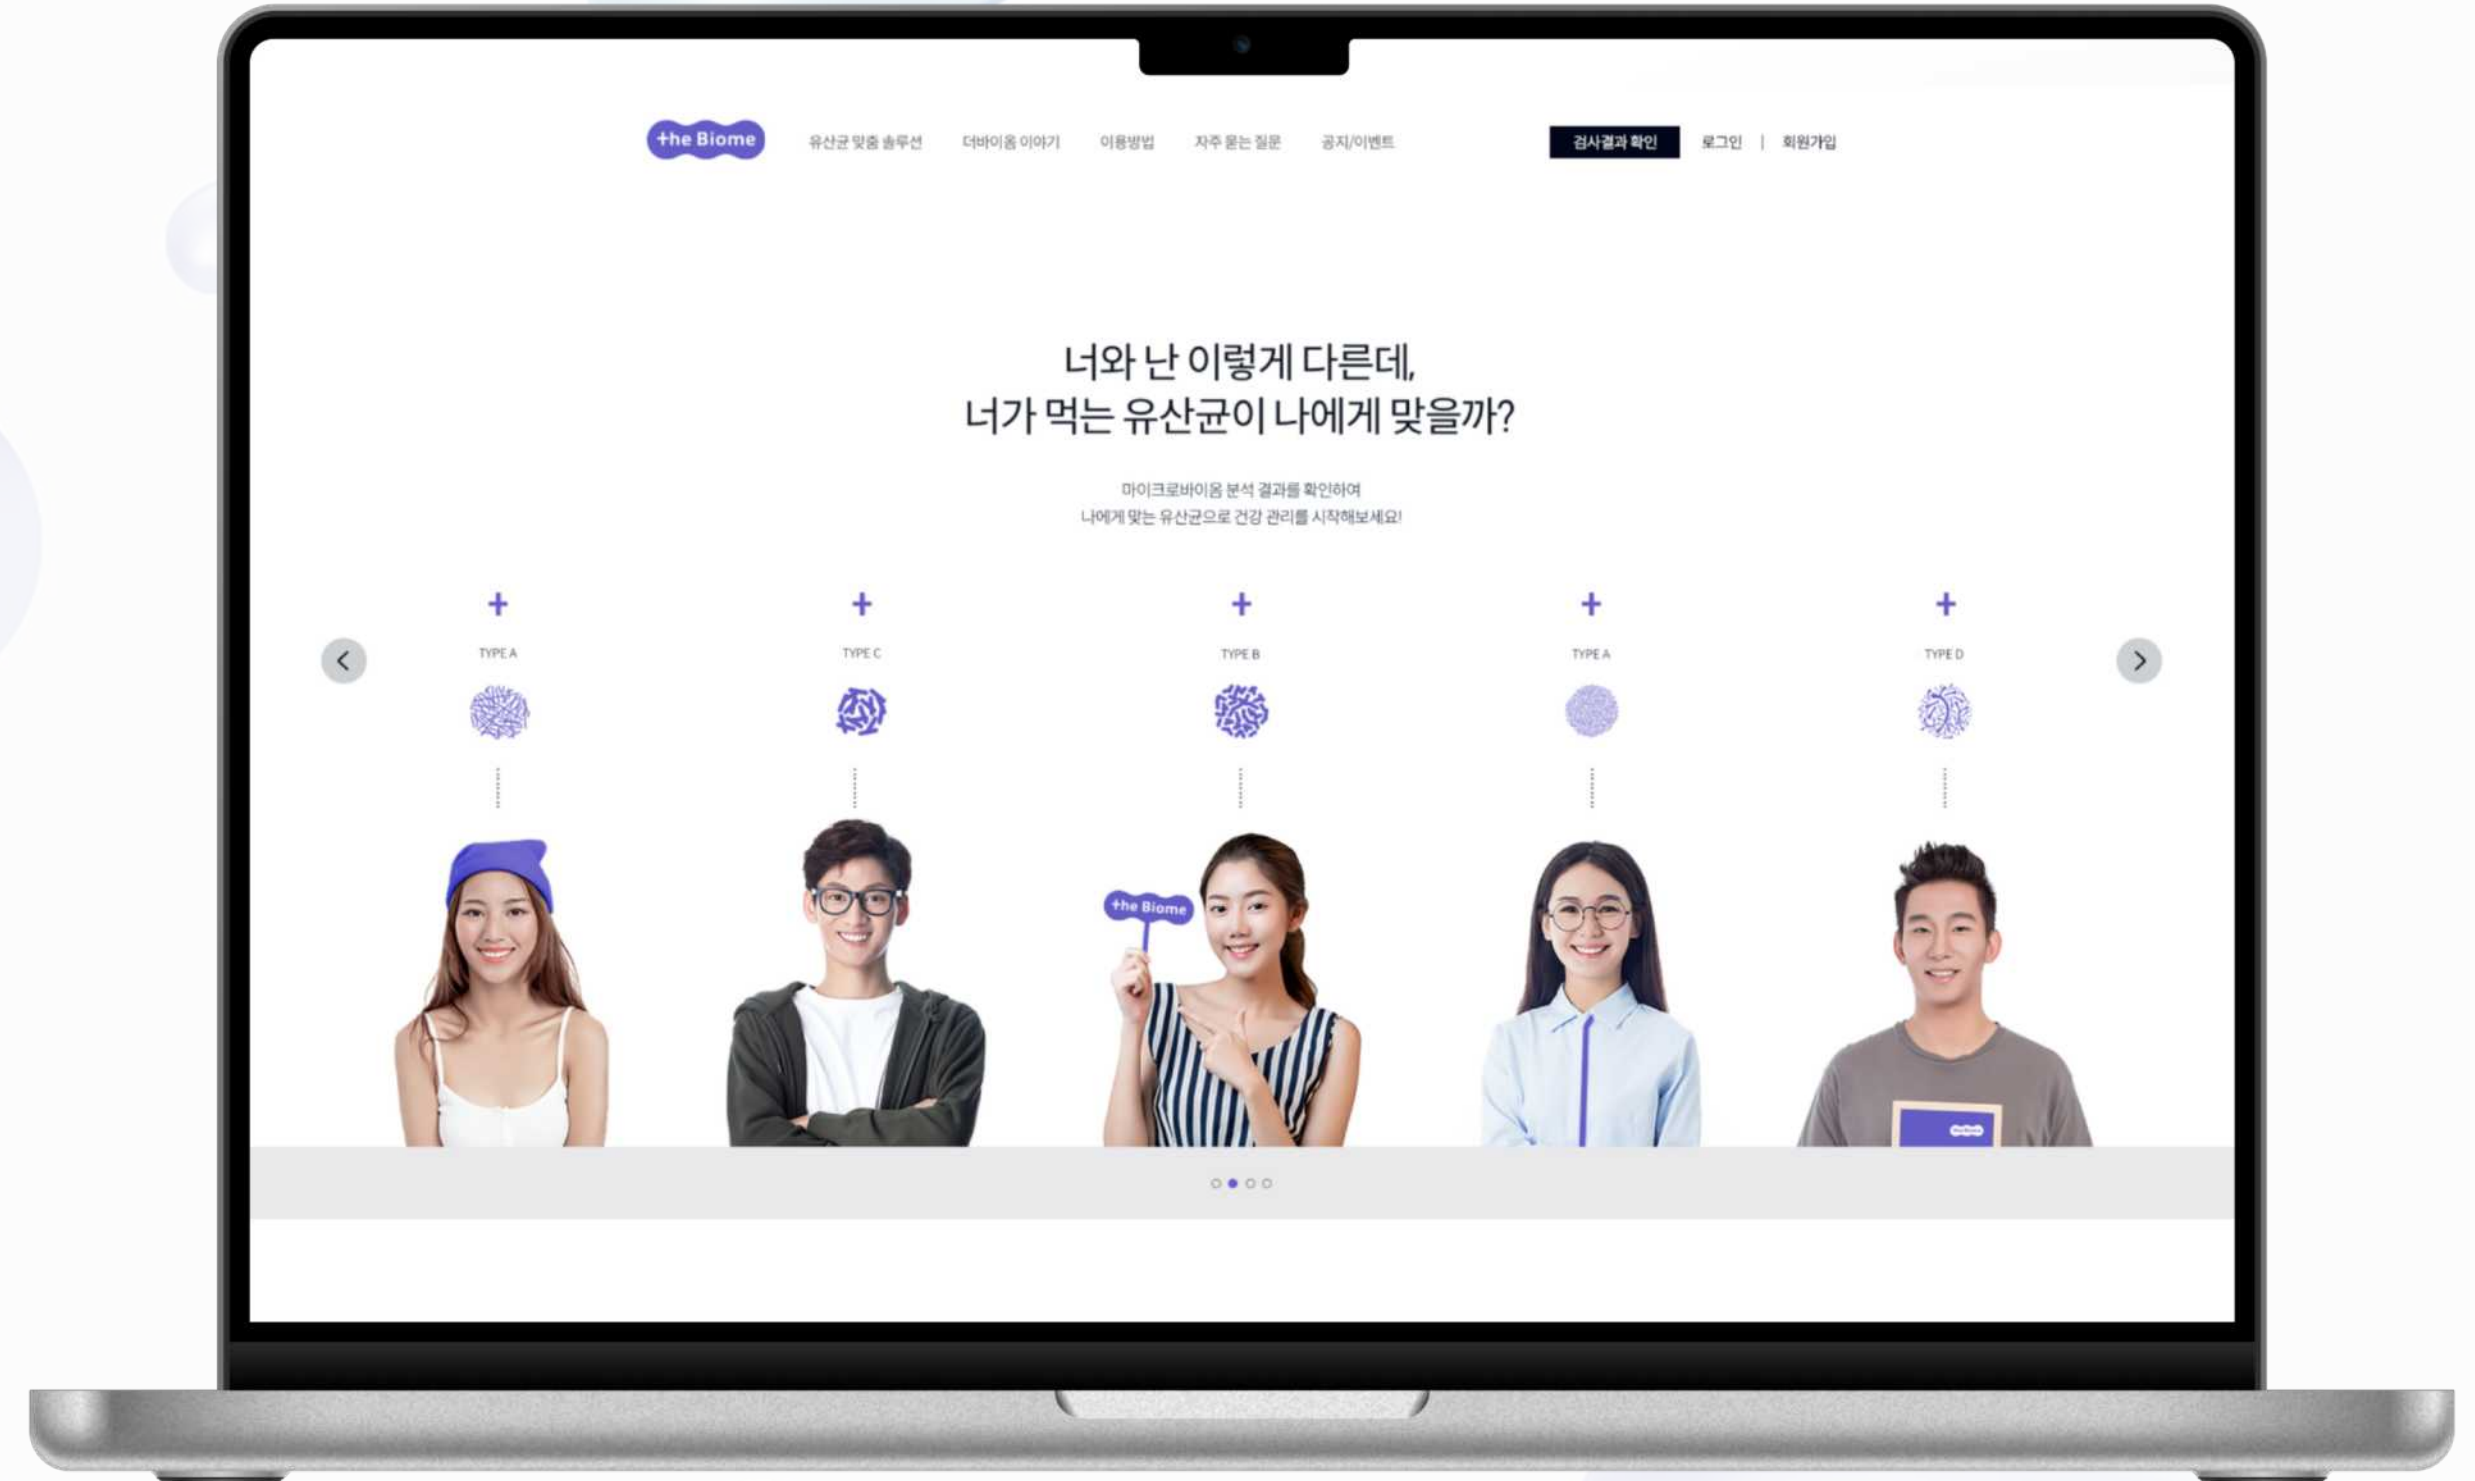 the Biome
유산균 맞춤 솔루션
더바이옴 이야기
이용방법
자주 묻는 질문
공지/이벤트
검사결과 확인
로그인 | 회원가입
너와 난 이렇게 다른데,
너가 먹는 유산균이 나에게 맞을까?
마이크로바이옴 분석 결과를 확인하여
나에게 맞는 유산균으로 건강 관리를 시작해보세요!
TYPE A
TYPE C
TYPE B
TYPE A
TYPE D
the Biome
the Biome